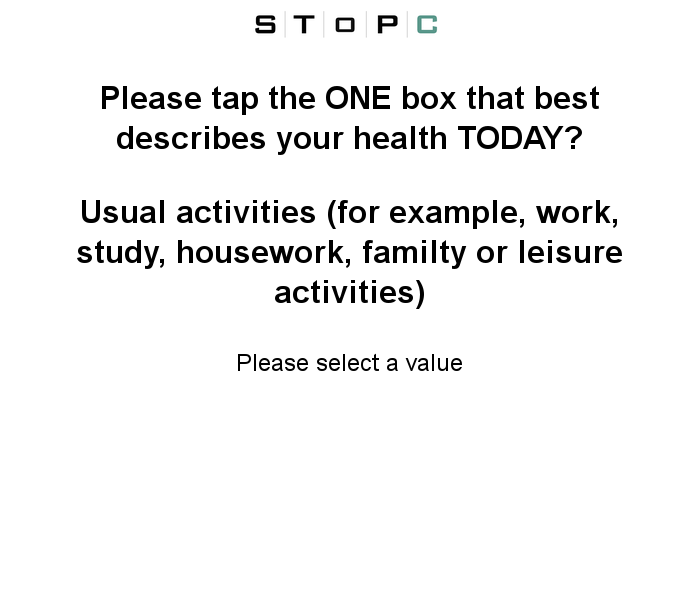 STOPC
Please tap the ONE box that best
describes your health TODAY?
Usual activities (for example, work,
study, housework, familty or leisure
activities)
Please select a value